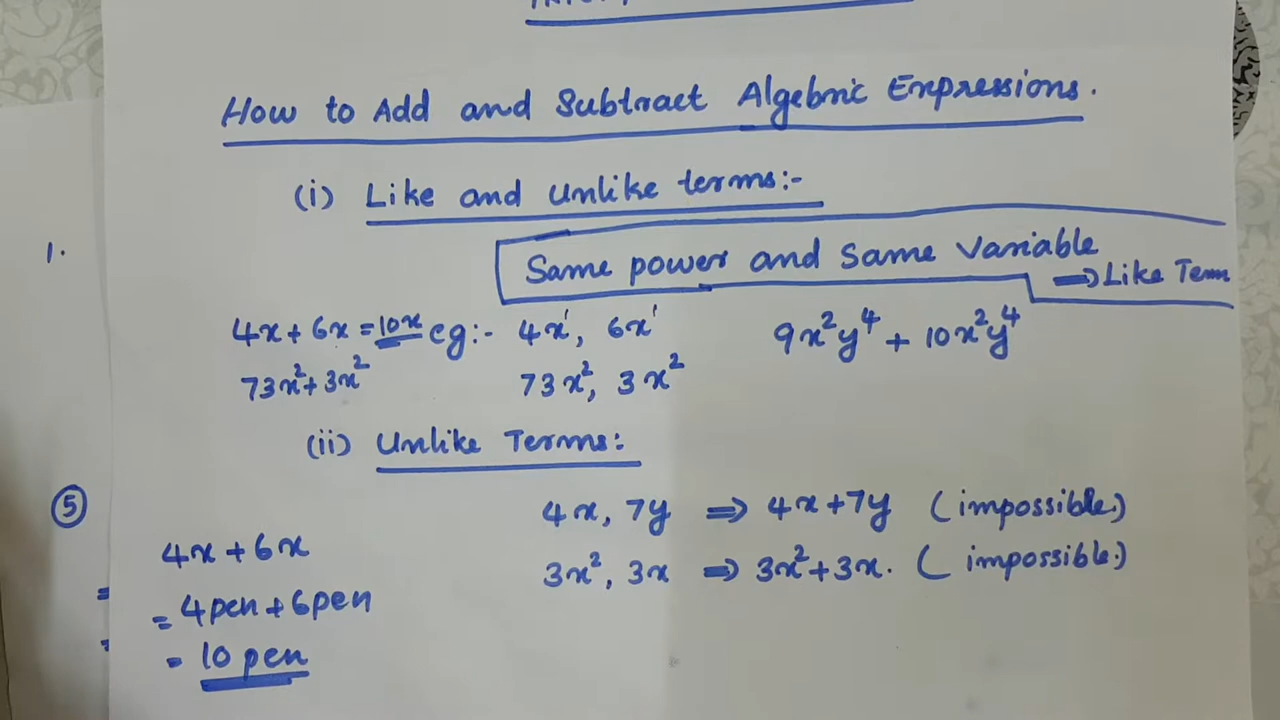 How to Add and Subtract Algebric Expressions.
(i) Like and Unlike terms:-
Same power and same variable
⇒ Like Term
4x + 6x = 10x eg:- 4x¹, 6x¹ 9x²y⁴ + 10x²y⁴
73x² + 3x² 73x², 3x²
(ii) Unlike Terms:
4x, 7y ⇒ 4x+7y (impossible.)
3x², 3x ⇒ 3x²+3x. (impossible.)
4x + 6x
= 4pen + 6pen
= 10 pen
1.
⑤
=
=